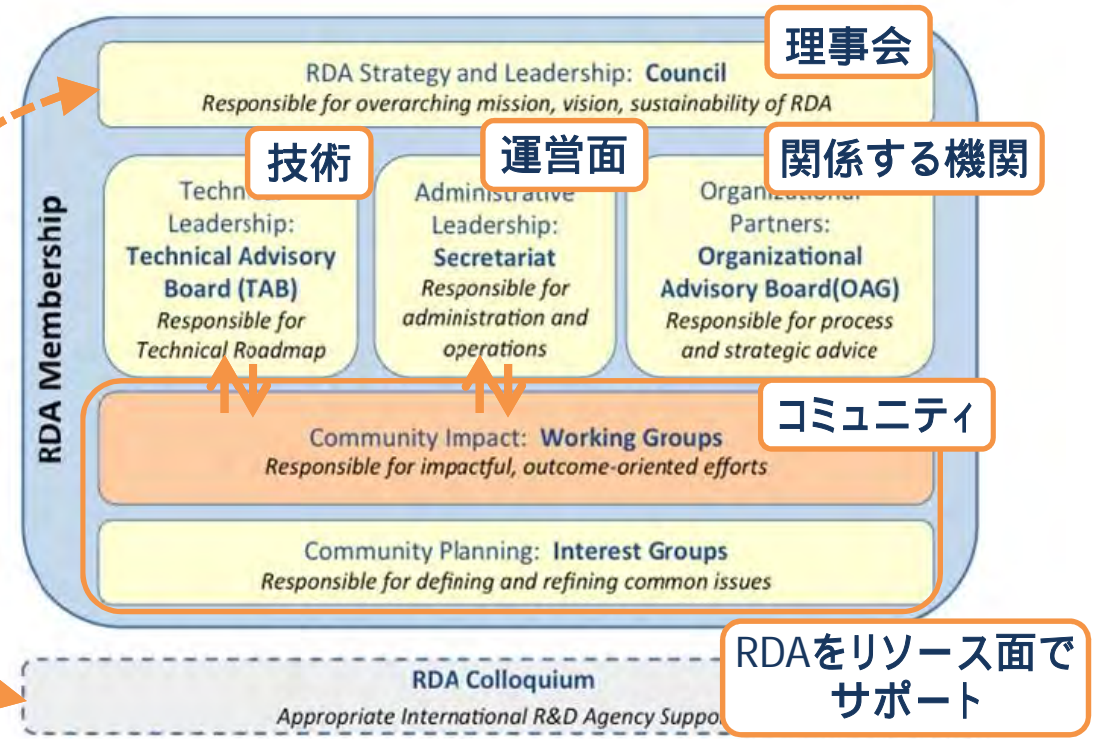 理事会
RDA Strategy and Leadership: Council
Responsible for overarching mission, vision, sustainability of RDA
技術
運営面
関係する機関
Leadership:
Technical Advisory
Board (TAB)
Responsible for
Technical Roadmap
Administrative
Leadership:
Secretariat
Responsible for
administration and
operations
Organizational
Partners:
Organizational
Advisory Board(OAG)
Responsible for process
and strategic advice
RDA Membership
コミュニティ
Community Impact: Working Groups
Responsible for impactful, outcome-oriented efforts
Community Planning: Interest Groups
Responsible for defining and refining common issues
RDAをリソース面で
サポート
RDA Colloquium
Appropriate International R&D Agency